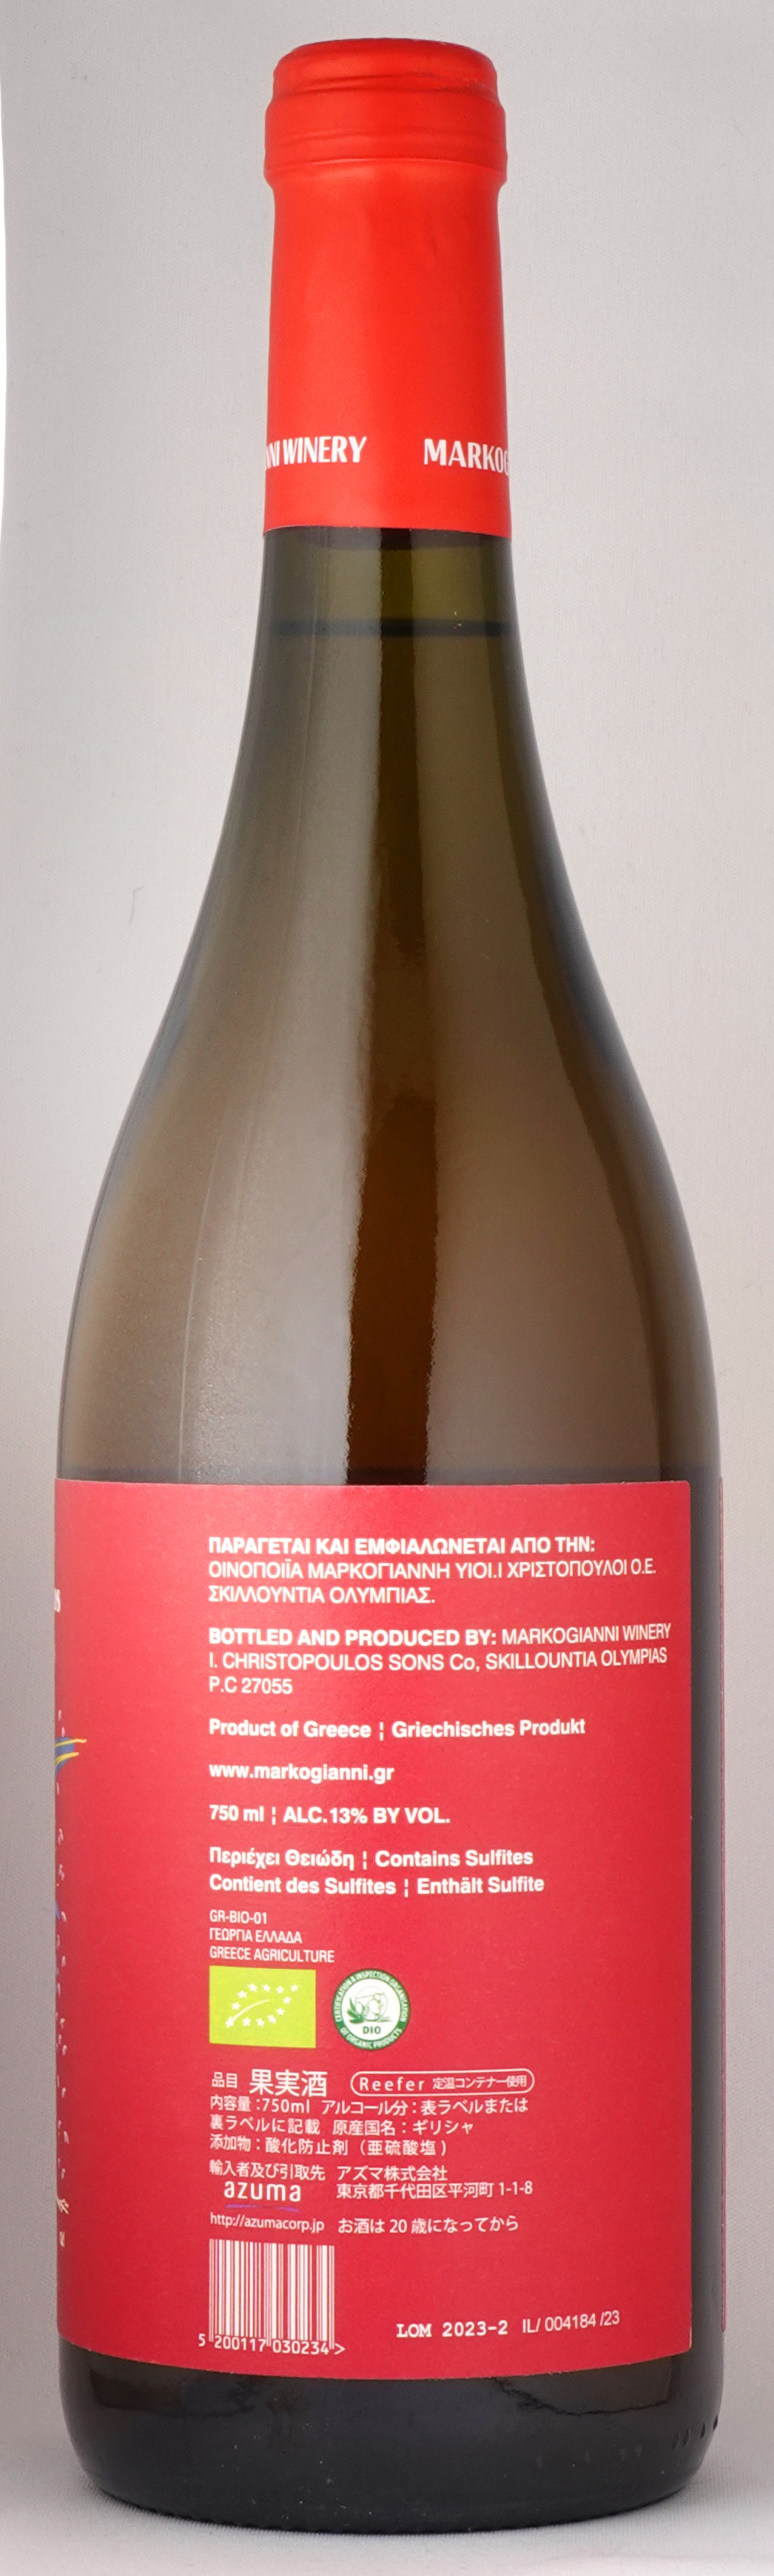 WINERY
ΠΑΡΑΓΕΤΑΙ ΚΑΙ ΕΜΦΙΑΛΩΝΕΤΑΙ ΑΠΟ ΤΗΝ:
ΟΙΝΟΠΟΙΪΑ ΜΑΡΚΟΓΙΑΝΝΗ ΥΙΟΙ.Ι ΧΡΙΣΤΟΠΟΥΛΟΙ Ο.Ε.
ΣΚΙΛΛΟΥΝΤΙΑ ΟΛΥΜΠΙΑΣ.
BOTTLED AND PRODUCED BY: MARKOGIANNI WINERY
I. CHRISTOPOULOS SONS Co, SKILLOUNTIA OLYMPIAS
P.C 27055
Product of Greece ¦ Griechisches Produkt
www.markogianni.gr
750 ml ¦ ALC.13% BY VOL.
Περιέχει Θειώδη ¦ Contains Sulfites
Contient des Sulfites ¦ Enthält Sulfite
GR-BIO-01
ΓΕΩΡΓΙΑ ΕΛΛΑΔΑ
GREECE AGRICULTURE
CERTIFICATION & INSPECTION ORGANISATION
OF ORGANIC PRODUCTS
DIO
品目 果実酒 Reefer 定温コンテナー使用
内容量:750ml アルコール分:表ラベルまたは
裏ラベルに記載 原産国名:ギリシャ
添加物:酸化防止剤(亜硫酸塩)
輸入者及び引取先 アズマ株式会社
azuma 東京都千代田区平河町 1-1-8
http://azumacorp.jp お酒は20歳になってから
5 200117 030234 >
LOM 2023-2 IL/ 004184 /23